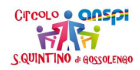 CIRCOLO anspi
S. QUINTINO di GOSSOLENGO